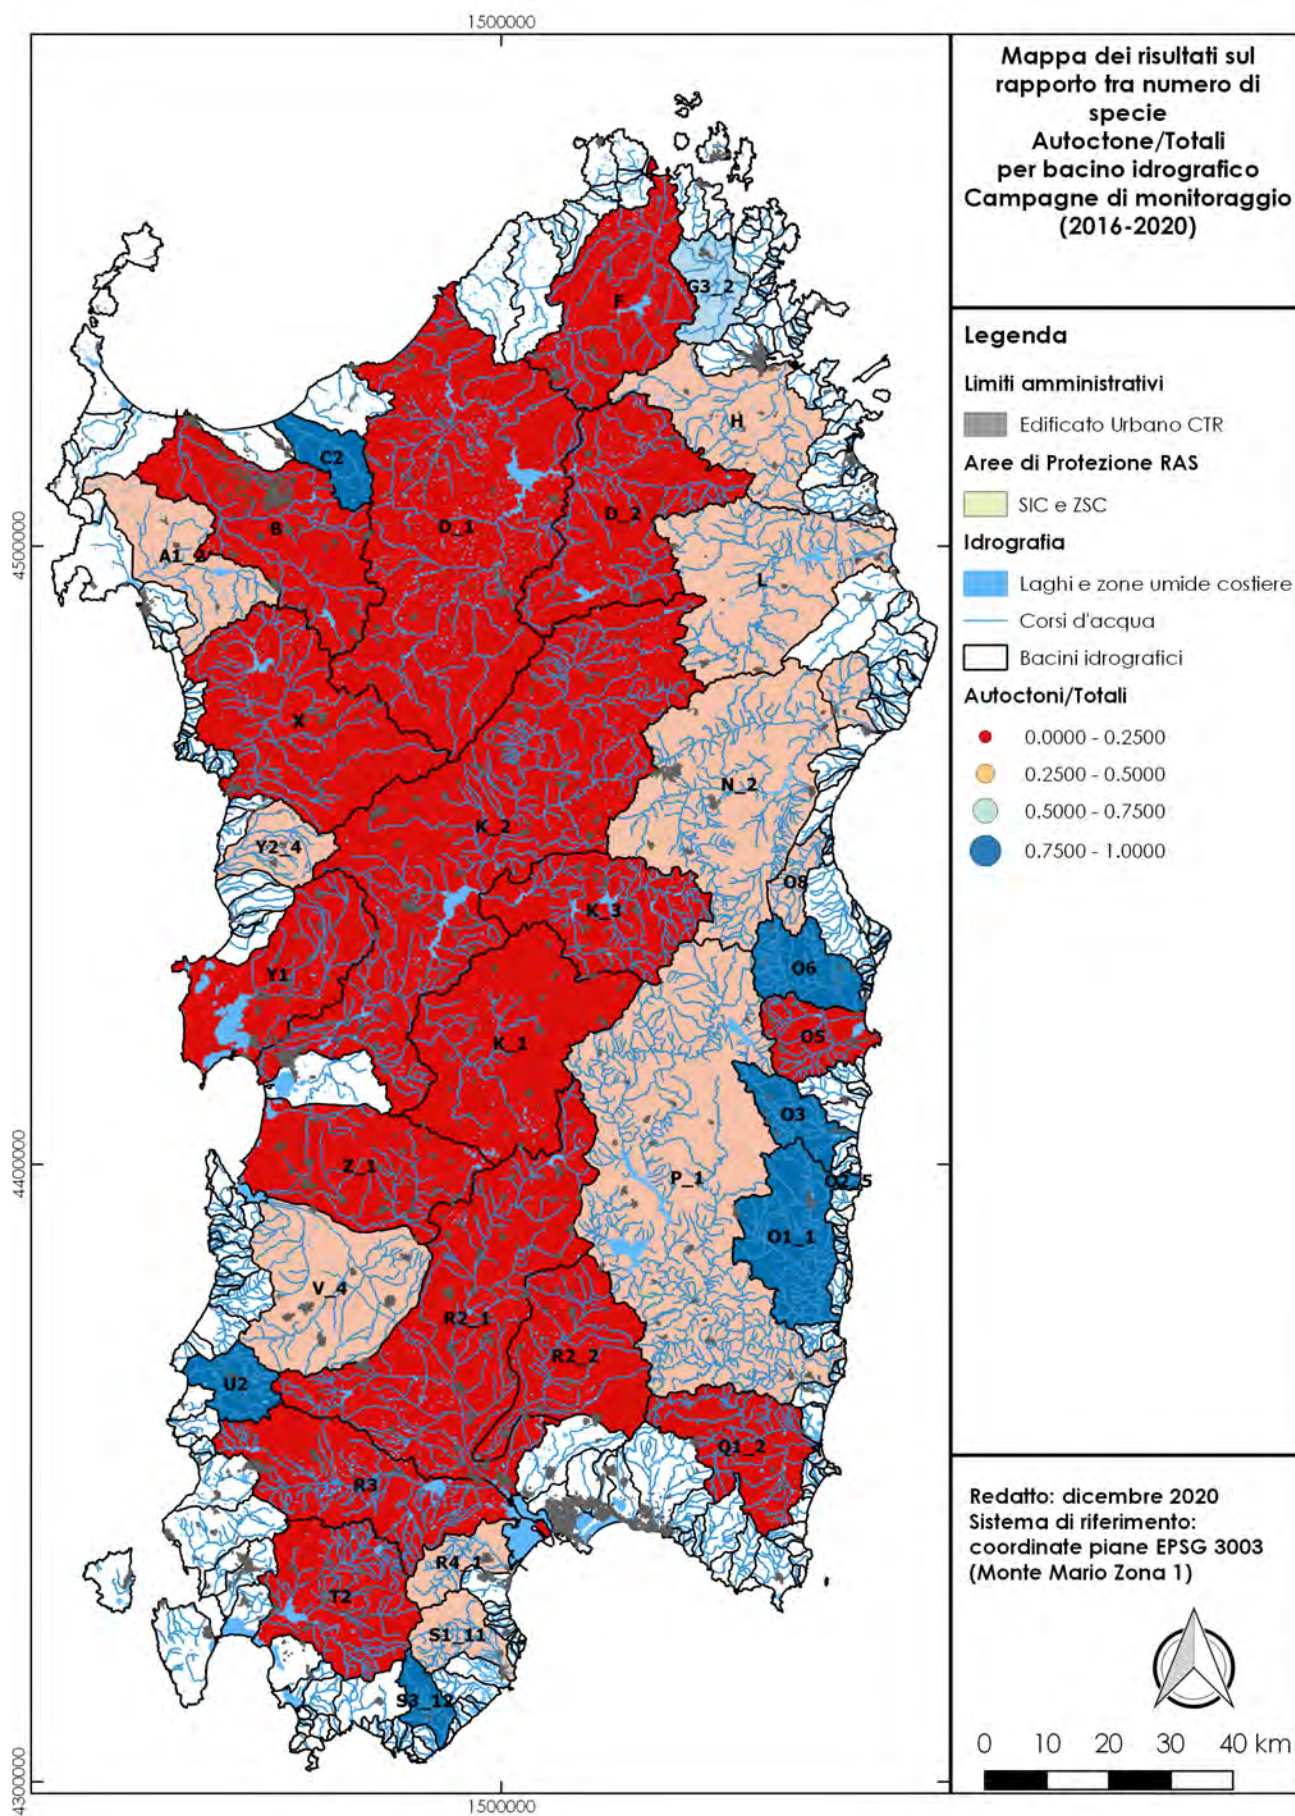 1500000
Mappa dei risultati sul
rapporto tra numero di
specie
Autoctone/Totali
per bacino idrografico
Campagne di monitoraggio
(2016-2020)
Legenda
Limiti amministrativi
Edificato Urbano CTR
Aree di Protezione RAS
SIC e ZSC
Idrografia
Laghi e zone umide costiere
Corsi d'acqua
Bacini idrografici
Autoctoni/Totali
0.0000 - 0.2500
0.2500 - 0.5000
0.5000 - 0.7500
0.7500 - 1.0000
Redatto: dicembre 2020
Sistema di riferimento:
coordinate piane EPSG 3003
(Monte Mario Zona 1)
0 10 20 30 40 km
4500000
4400000
4300000
1500000
G3_2
F
H
C2
B
D_1
D_2
L
X
N_2
K_2
Y2_4
O8
K_3
Y1
O6
O5
K_1
O3
Z_1
P_1
O1_1
V_4
R2_1
R2_2
U2
Q1_2
R3
R4_1
T2
S1_11
S3_12